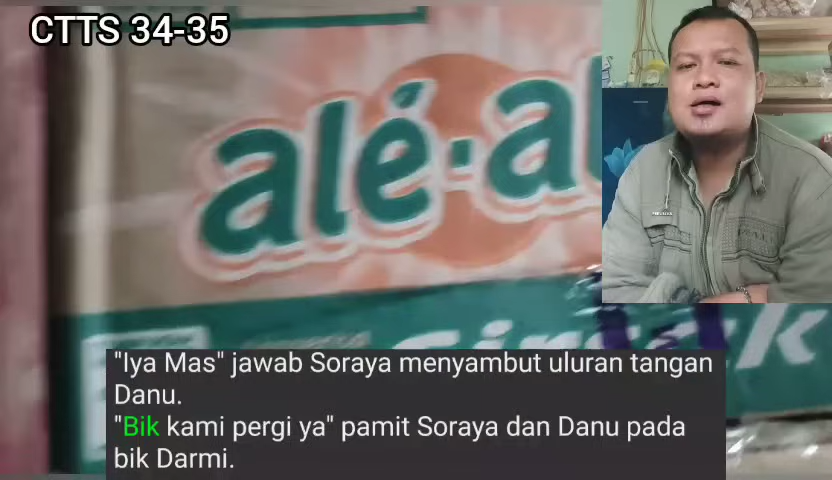 CTTS 34-35
alé-al
"Iya Mas" jawab Soraya menyambut uluran tangan
Danu.
"Bik kami pergi ya" pamit Soraya dan Danu pada
bik Darmi.